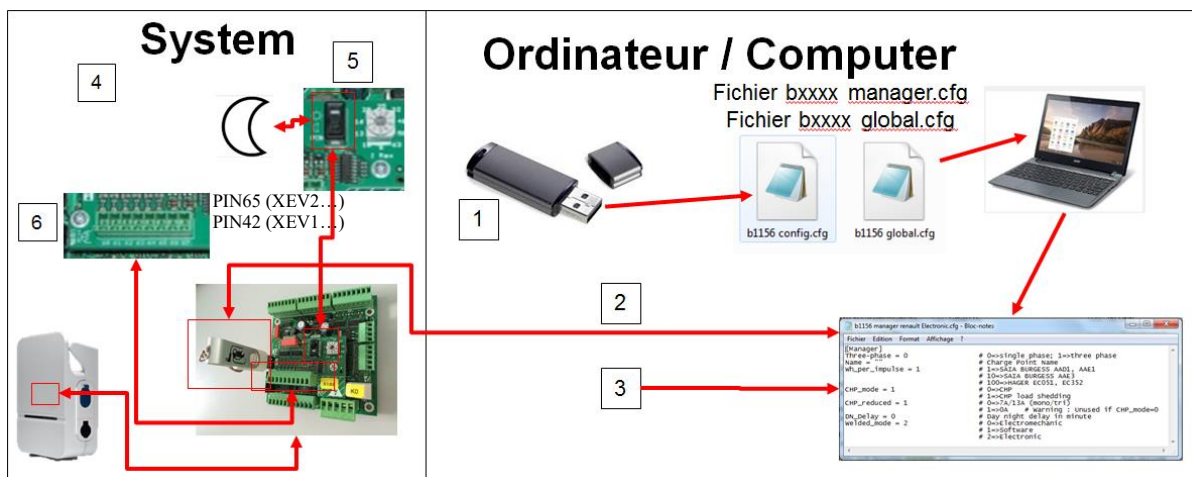 System
Ordinateur / Computer
4
5
Fichier bxxxx manager.cfg
Fichier bxxxx global.cfg
PIN65 (XEV2...)
PIN42 (XEV1...)
6
1
b1156 config.cfg
b1156 global.cfg
2
3
b1156 manager renault Electronic.cfg - Bloc-notes
Fichier Edition Format Affichage ?
[Manager]
Three-phase = 0 # 0=>single phase; 1=>three phase
Name = "" # Charge Point Name
Wh_per_impulse = 1 # 1=>SAIA BURGESS AAD1, AAE1
# 10=>SAIA BURGESS AAE3
# 100=>HAGER EC051, EC352
CHP_mode = 1 # 0=>CHP
# 1=>CHP load shedding
CHP_reduced = 1 # 0=>7A/13A (mono/tri)
# 1=>0A # Warning : Unused if CHP_mode=0
DN_Delay = 0 # Day night delay in minute
Welded_mode = 2 # 0=>Electromechanic
# 1=>Software
# 2=>Electronic